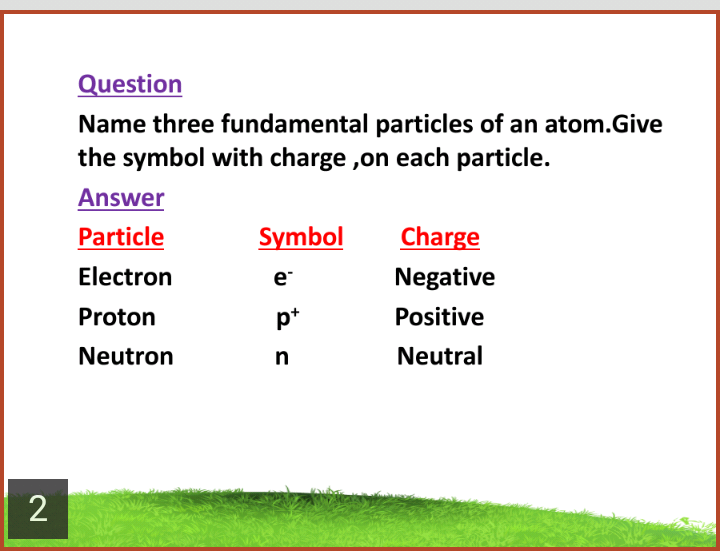 Question
Name three fundamental particles of an atom.Give
the symbol with charge ,on each particle.
Answer
Particle Symbol Charge
Electron e⁻ Negative
Proton p⁺ Positive
Neutron n Neutral
2